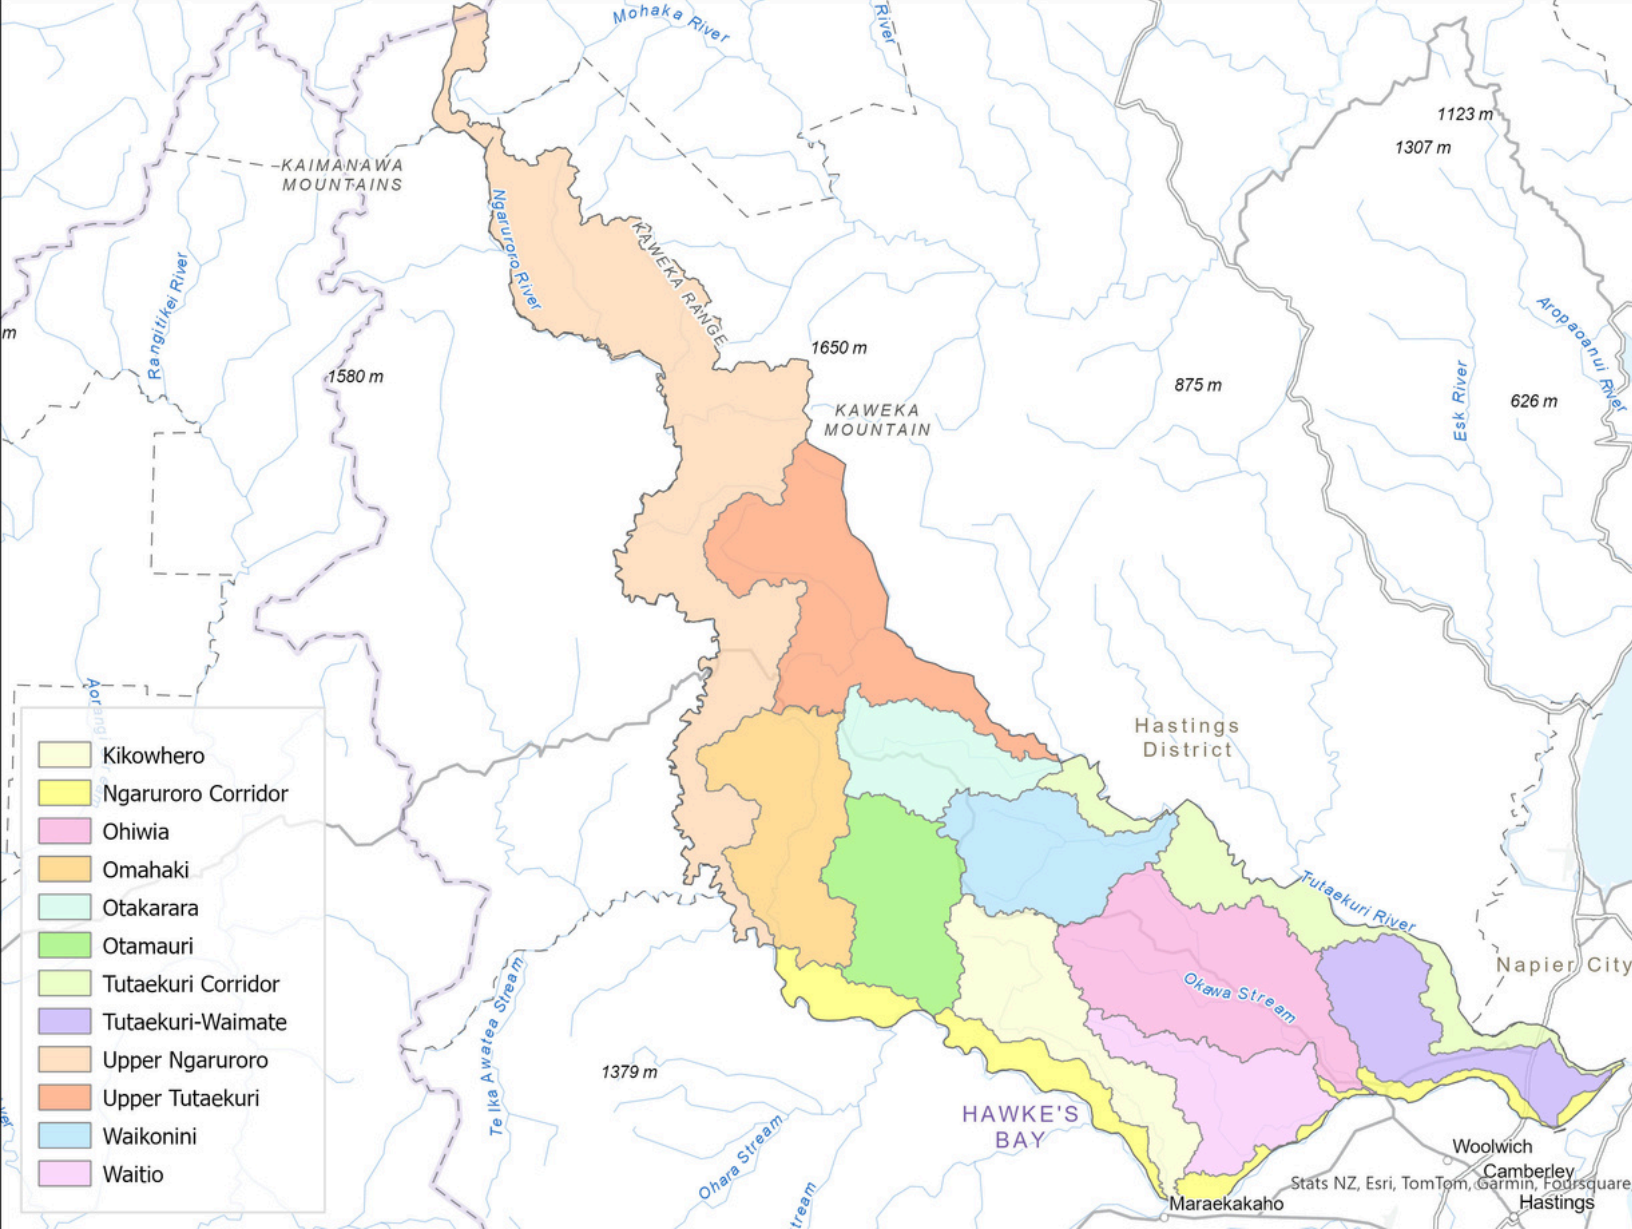 Mohaka River
River
1123 m
1307 m
KAIMANAWA
MOUNTAINS
Ngaruroro River
KAWEKA RANGE
Rangitikei River
Aropaoanui River
m
1650 m
1580 m
875 m
Esk River
626 m
KAWEKA
MOUNTAIN
Hastings
District
Kikowhero
Ngaruroro Corridor
Ohiwia
Omahaki
Otakarara
Otamauri
Tutaekuri Corridor
Tutaekuri-Waimate
Upper Ngaruroro
Upper Tutaekuri
Waikonini
Waitio
Tutaekuri River
Napier City
Okawa Stream
Te Ika Awatea Stream
1379 m
HAWKE'S
BAY
Ohara Stream
Woolwich
Camberley
Stats NZ, Esri, TomTom, Garmin, Foursquare,
Hastings
Maraekakaho